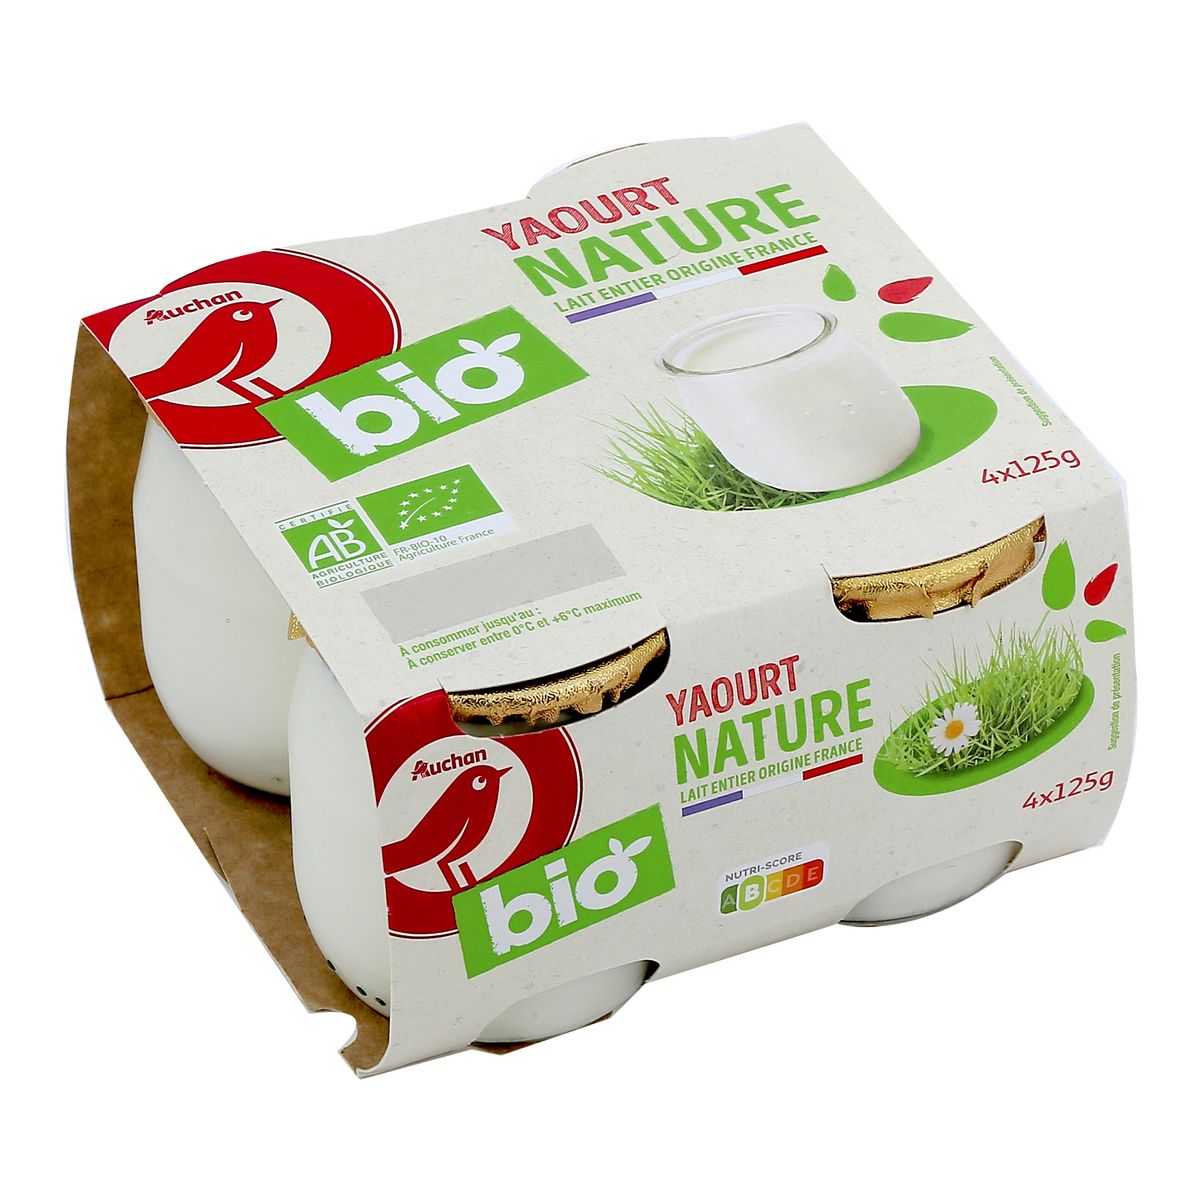 YAOURT
NATURE
LAIT ENTIER ORIGINE FRANCE
Auchan
bio
Suggestion de présentation
4x125g
CERTIFIÉ
AB
AGRICULTURE
BIOLOGIQUE
FR-BIO-10
Agriculture France
À consommer jusqu'au :
À conserver entre 0°C et +6°C maximum
YAOURT
NATURE
LAIT ENTIER ORIGINE FRANCE
Auchan
bio
NUTRI-SCORE
A B C D E
Suggestion de présentation
4x125g